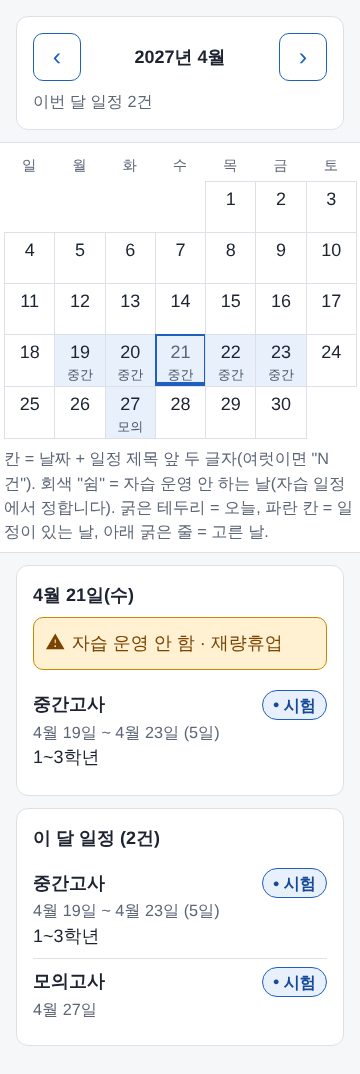 ‹ 2027년 4월 ›
이번 달 일정 2건
일 월 화 수 목 금 토
1 2 3
4 5 6 7 8 9 10
11 12 13 14 15 16 17
18 19 20 21 22 23 24
중간 중간 중간 중간 중간
25 26 27 28 29 30
모의
칸 = 날짜 + 일정 제목 앞 두 글자(여럿이면 "N
건"). 회색 "쉼" = 자습 운영 안 하는 날(자습 일정
에서 정합니다). 굵은 테두리 = 오늘, 파란 칸 = 일
정이 있는 날, 아래 굵은 줄 = 고른 날.
4월 21일(수)
자습 운영 안 함 · 재량휴업
중간고사 • 시험
4월 19일 ~ 4월 23일 (5일)
1~3학년
이 달 일정 (2건)
중간고사 • 시험
4월 19일 ~ 4월 23일 (5일)
1~3학년
모의고사 • 시험
4월 27일